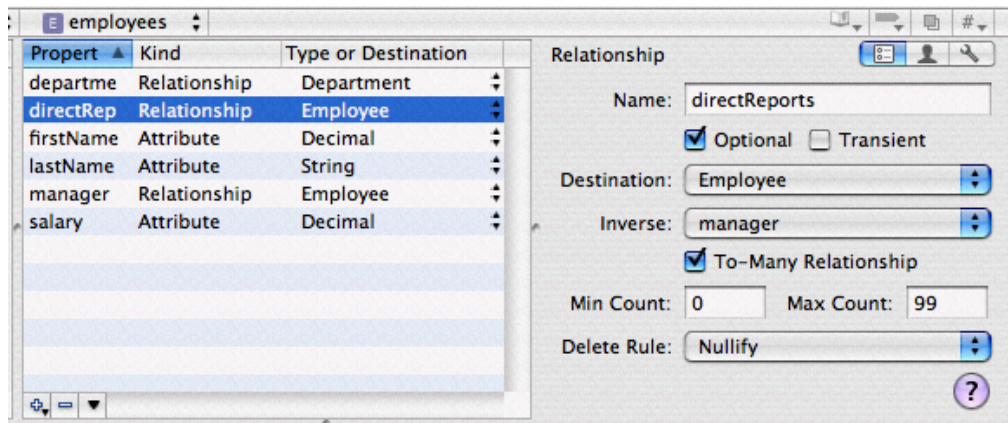 E employees
Propert Kind Type or Destination
departme Relationship Department
directRep Relationship Employee
firstName Attribute Decimal
lastName Attribute String
manager Relationship Employee
salary Attribute Decimal
#
Relationship
Name: directReports
Optional Transient
Destination: Employee
Inverse: manager
To-Many Relationship
Min Count: 0 Max Count: 99
Delete Rule: Nullify
?